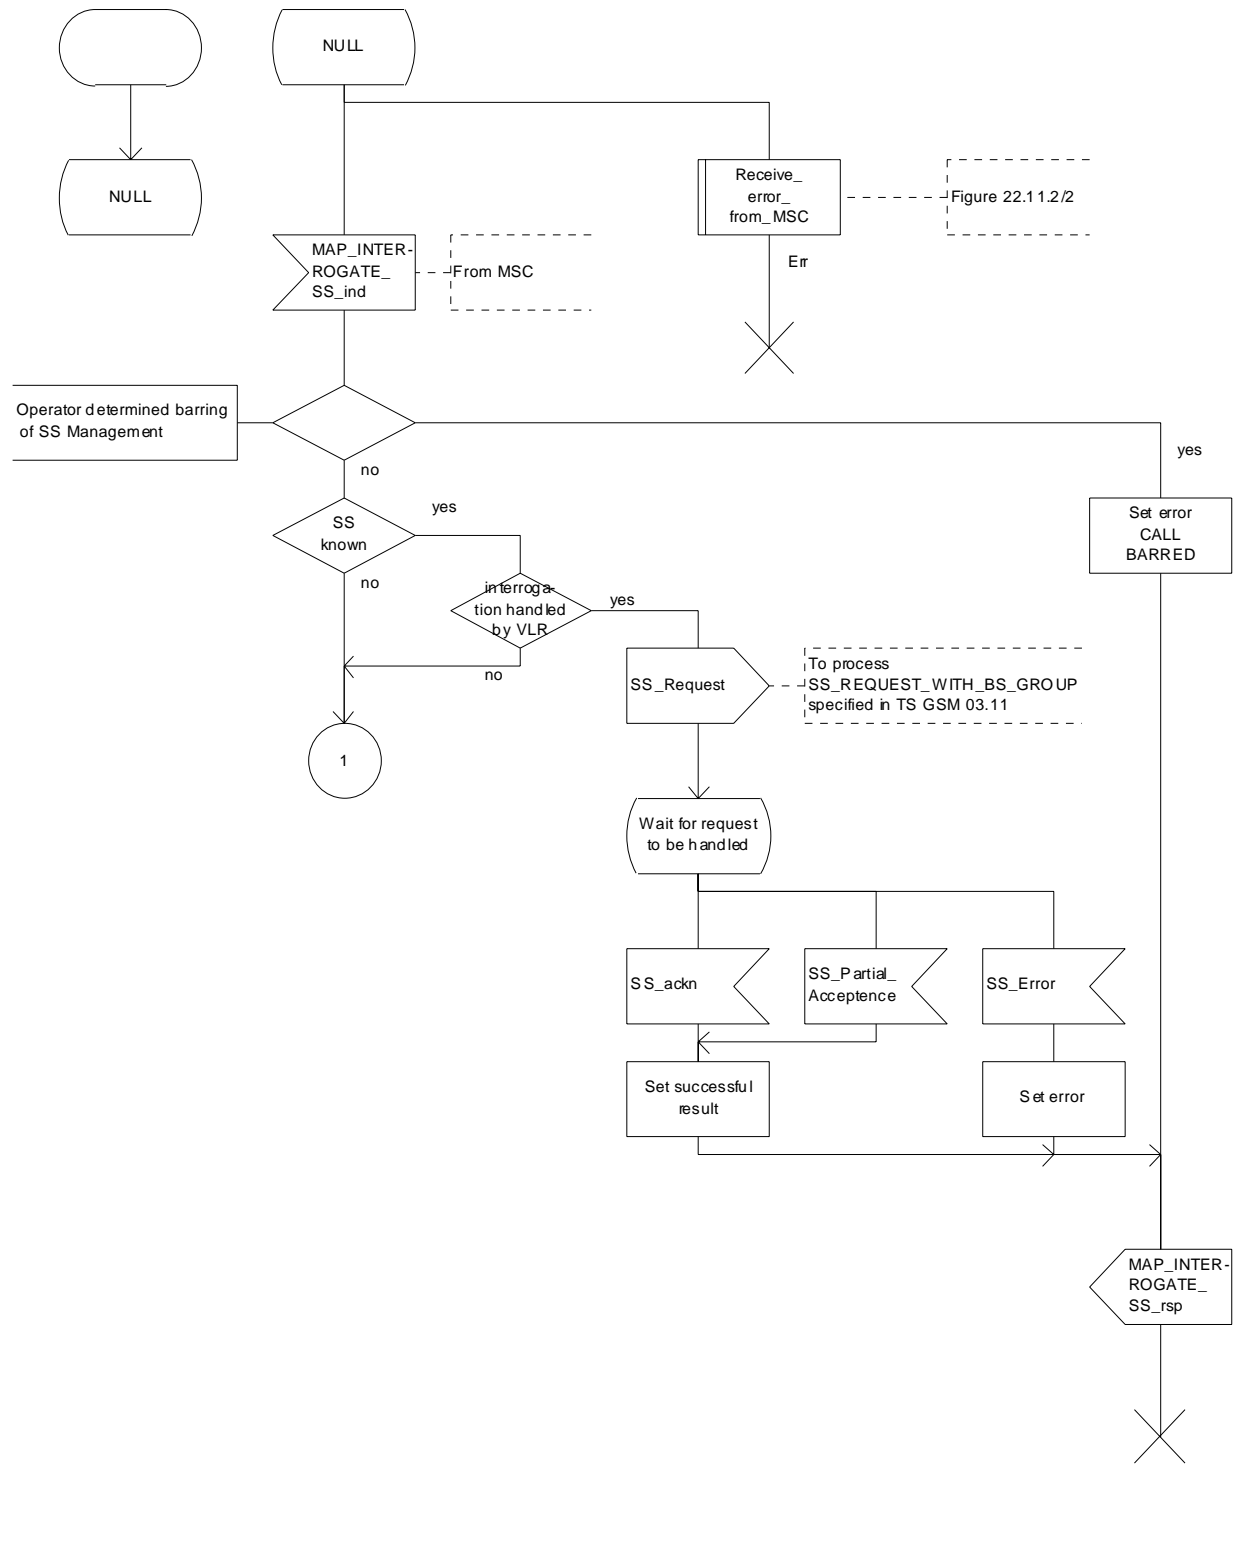 NULL
NULL
Receive_
error_
from_MSC
Figure 22.11.2/2
MAP_INTER-
ROGATE_
SS_ind
From MSC
Err
Operator determined barring
of SS Management
yes
no
yes
SS
known
Set error
CALL
BARRED
no
interroga-
tion handled
by VLR
yes
no
SS_Request
To process
SS_REQUEST_WITH_BS_GROUP
specified in TS GSM 03.11
1
Wait for request
to be handled
SS_ackn
SS_Partial_
Acceptence
SS_Error
Set successful
result
Set error
MAP_INTER-
ROGATE_
SS_rsp